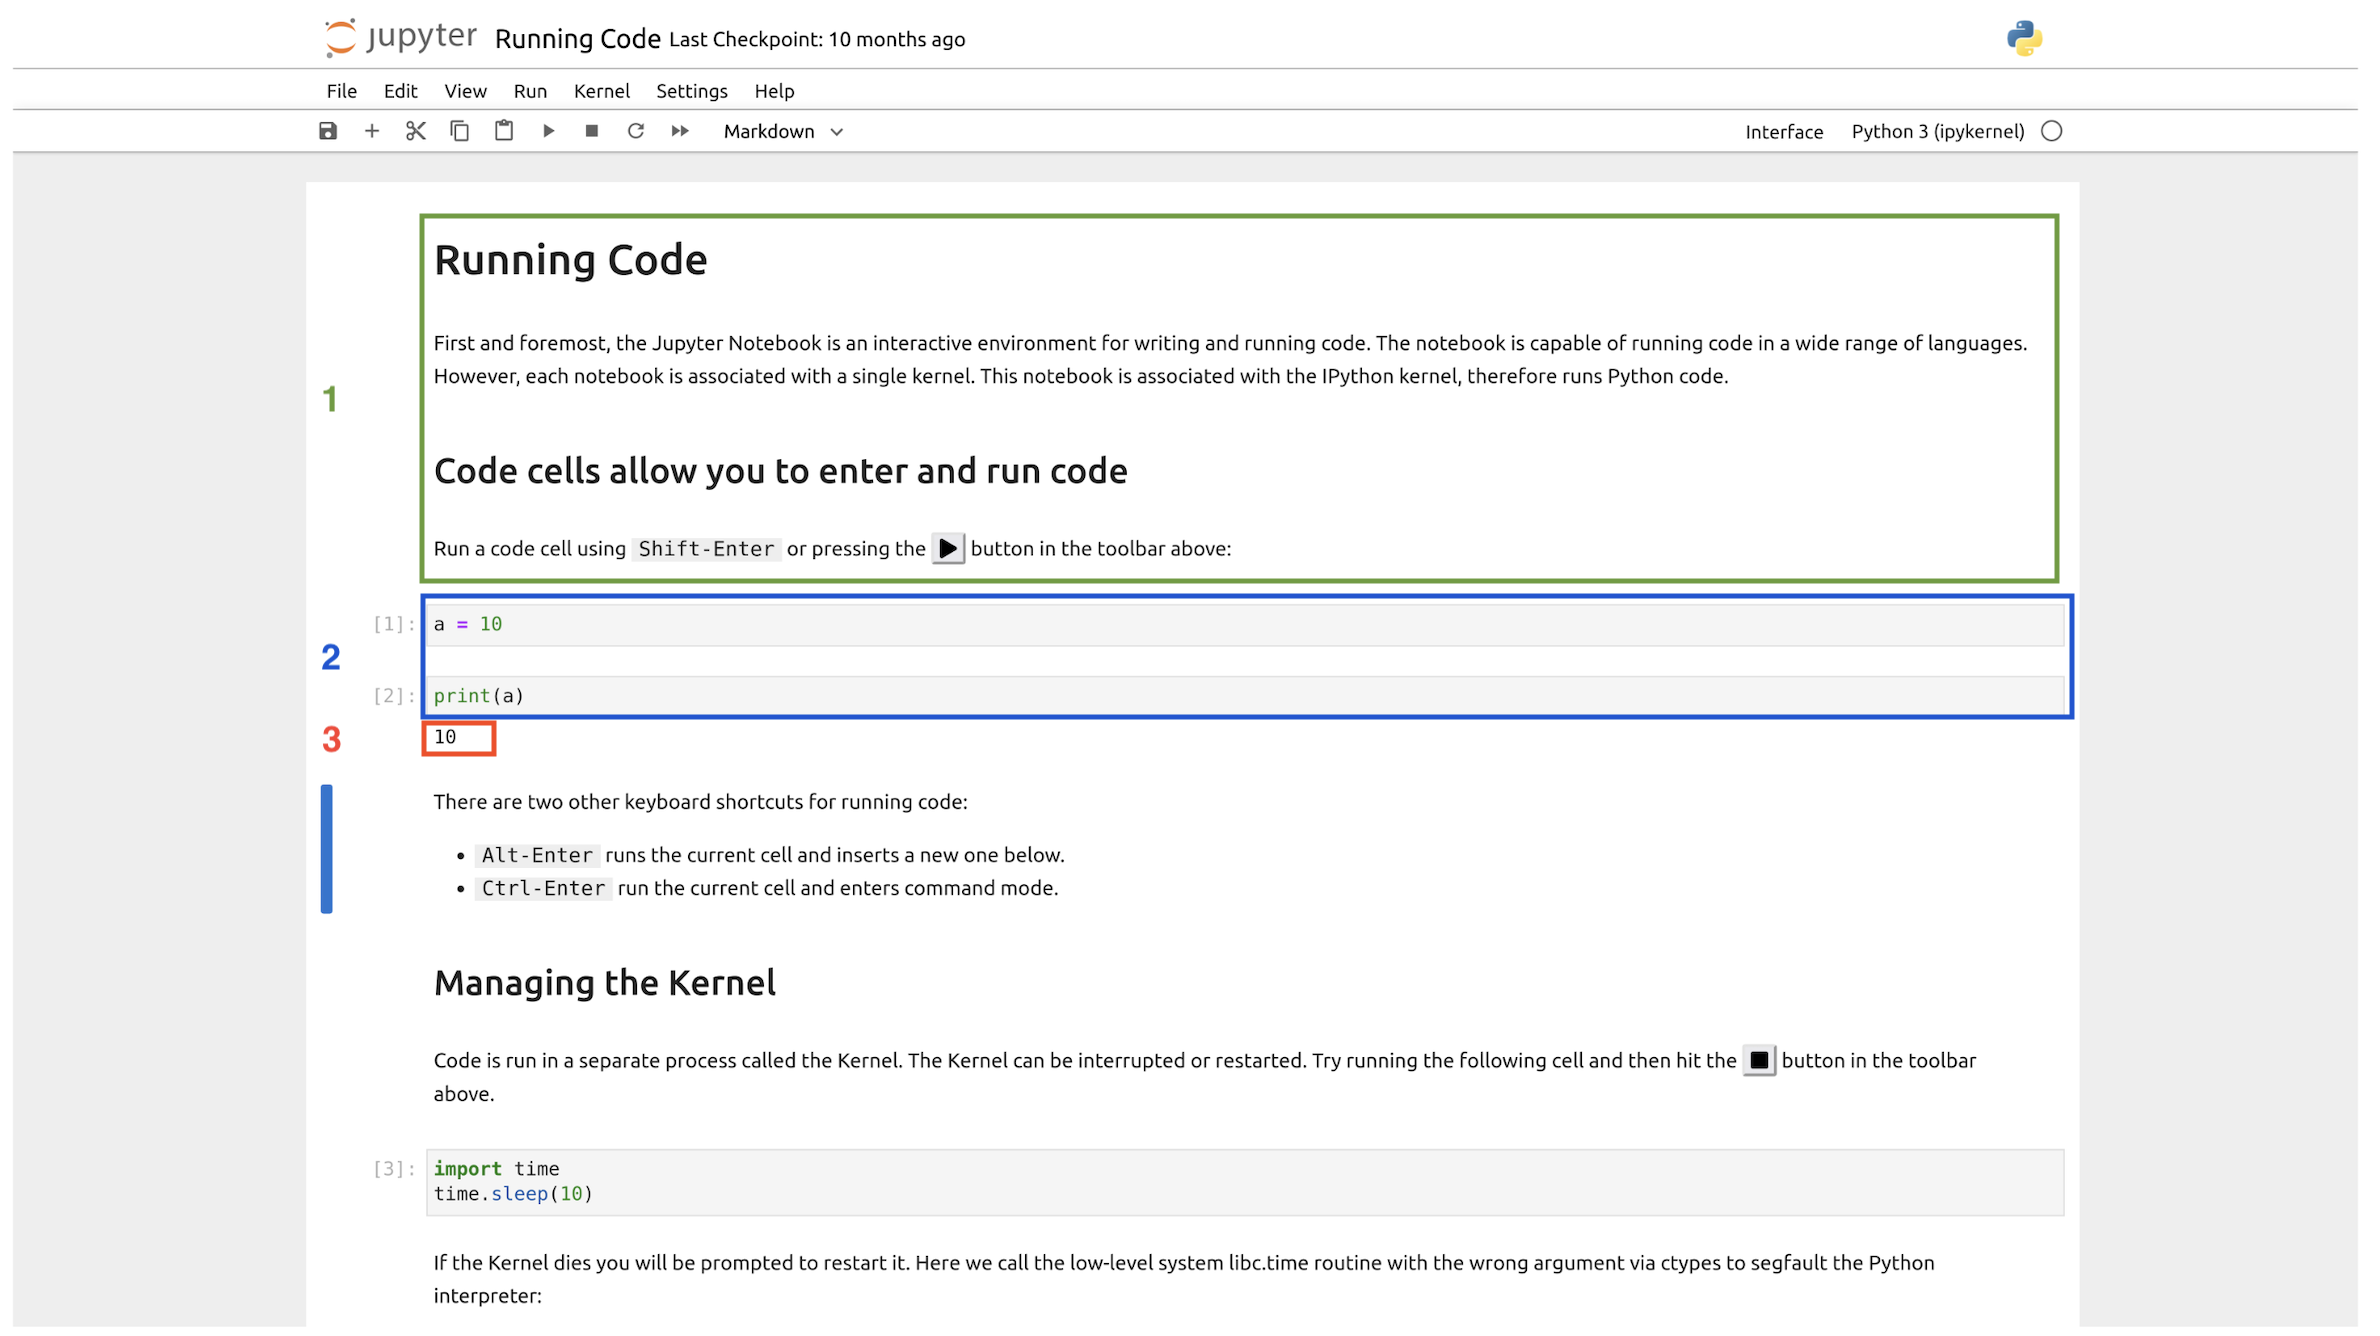 jupyter Running Code Last Checkpoint: 10 months ago
File Edit View Run Kernel Settings Help
Markdown Interface Python 3 (ipykernel)
Running Code
First and foremost, the Jupyter Notebook is an interactive environment for writing and running code. The notebook is capable of running code in a wide range of languages.
However, each notebook is associated with a single kernel. This notebook is associated with the IPython kernel, therefore runs Python code.
1
Code cells allow you to enter and run code
Run a code cell using Shift-Enter or pressing the button in the toolbar above:
[1]: a = 10
2
[2]: print(a)
3 10
There are two other keyboard shortcuts for running code:
• Alt-Enter runs the current cell and inserts a new one below.
• Ctrl-Enter run the current cell and enters command mode.
Managing the Kernel
Code is run in a separate process called the Kernel. The Kernel can be interrupted or restarted. Try running the following cell and then hit the button in the toolbar
above.
[3]: import time
time.sleep(10)
If the Kernel dies you will be prompted to restart it. Here we call the low-level system libc.time routine with the wrong argument via ctypes to segfault the Python
interpreter: